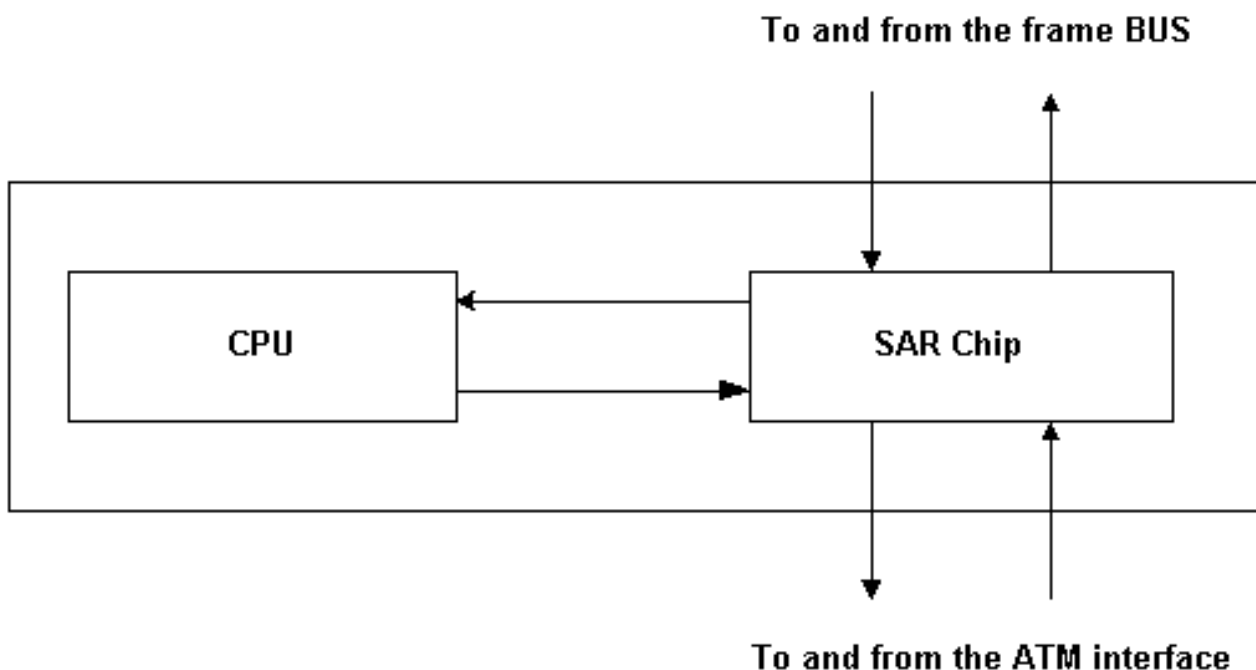 To and from the frame BUS
CPU
SAR Chip
To and from the ATM interface